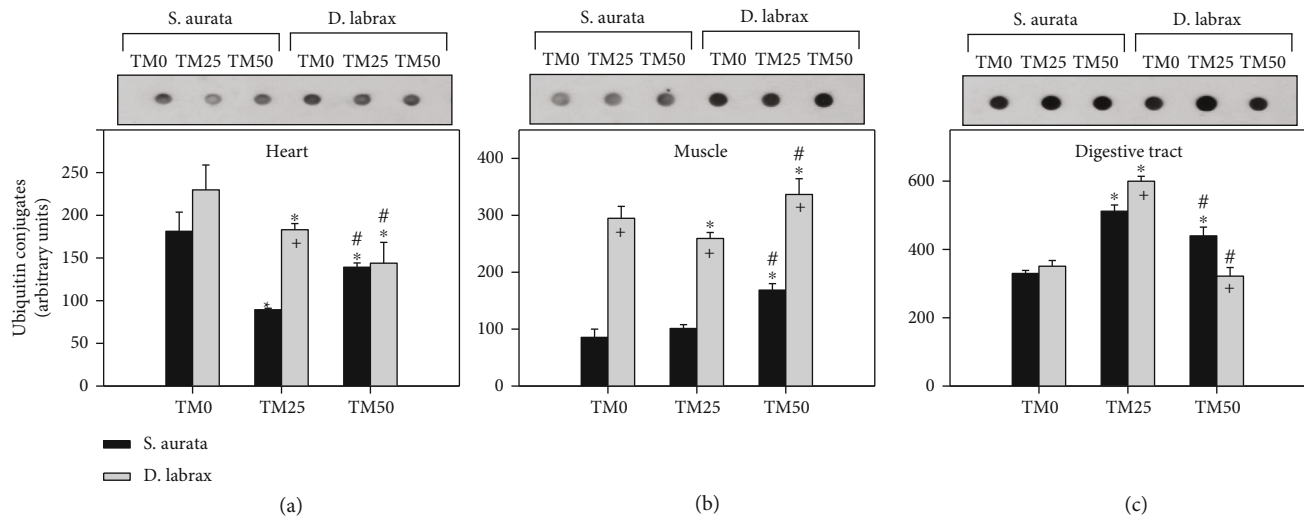 S. aurata D. labrax
TM0 TM25 TM50 TM0 TM25 TM50
Heart
Ubiquitin conjugates
(arbitrary units)
250
200
150
100
50
0
* * + # * # *
TM0 TM25 TM50
S. aurata
D. labrax
(a)
S. aurata D. labrax
TM0 TM25 TM50 TM0 TM25 TM50
Muscle
400
300
200
100
0
+ * + # * # * +
TM0 TM25 TM50
(b)
S. aurata D. labrax
TM0 TM25 TM50 TM0 TM25 TM50
Digestive tract
600
400
200
0
* * + # * # +
TM0 TM25 TM50
(c)